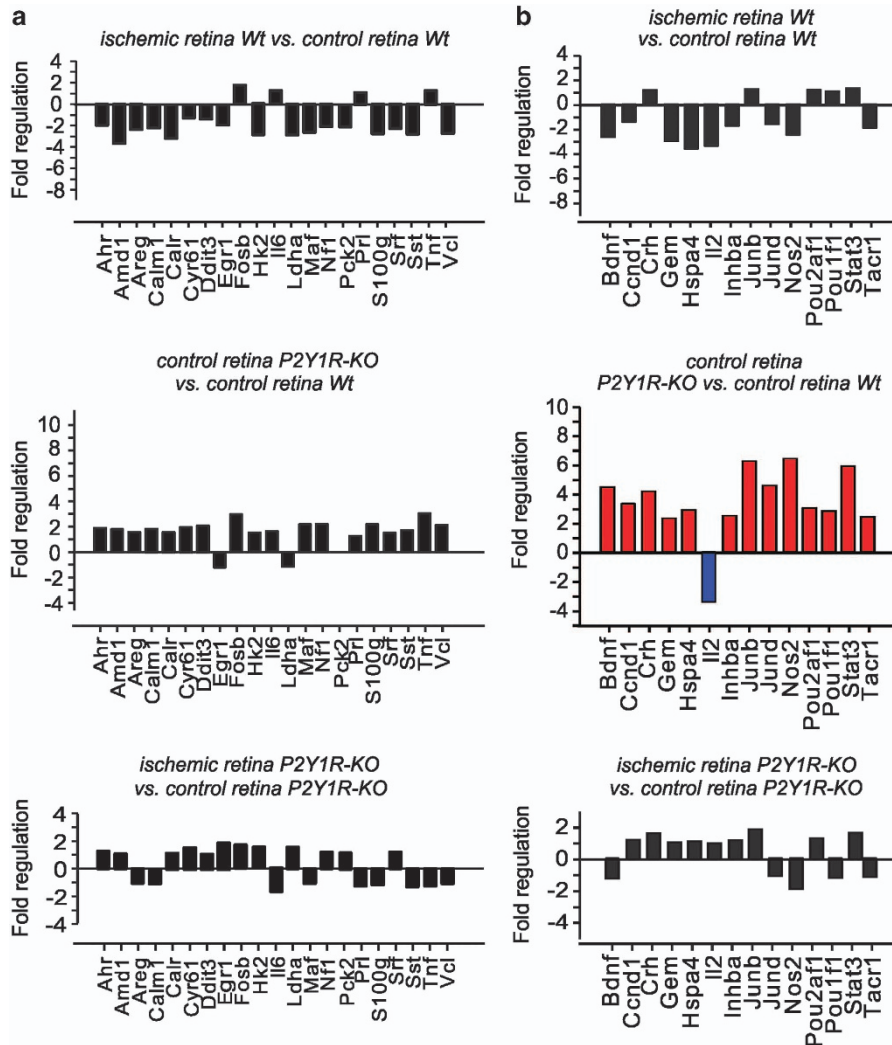 a
ischemic retina Wt vs. control retina Wt
Fold regulation
4
2
0
-2
-4
-6
-8
Ahr
Amd1
Areg
Calm1
Calr
Cyr61
Ddit3
Egr1
Fosb
Hk2
Il6
Ldha
Maf
Nf1
Pck2
Prl
S100g
Srf
Sst
Tnf
Vcl
control retina P2Y1R-KO
vs. control retina Wt
Fold regulation
10
8
6
4
2
0
-2
-4
Ahr
Amd1
Areg
Calm1
Calr
Cyr61
Ddit3
Egr1
Fosb
Hk2
Il6
Ldha
Maf
Nf1
Pck2
Prl
S100g
Srf
Sst
Tnf
Vcl
ischemic retina P2Y1R-KO
vs. control retina P2Y1R-KO
Fold regulation
4
2
0
-2
-4
Ahr
Amd1
Areg
Calm1
Calr
Cyr61
Ddit3
Egr1
Fosb
Hk2
Il6
Ldha
Maf
Nf1
Pck2
Prl
S100g
Srf
Sst
Tnf
Vcl
b
ischemic retina Wt
vs. control retina Wt
Fold regulation
4
2
0
-2
-4
-6
-8
Bdnf
Ccnd1
Crh
Gem
Hspa4
Il2
Inhba
Junb
Jund
Nos2
Pou2af1
Pou1f1
Stat3
Tacr1
control retina
P2Y1R-KO vs. control retina Wt
Fold regulation
10
8
6
4
2
0
-2
-4
Bdnf
Ccnd1
Crh
Gem
Hspa4
Il2
Inhba
Junb
Jund
Nos2
Pou2af1
Pou1f1
Stat3
Tacr1
ischemic retina P2Y1R-KO
vs. control retina P2Y1R-KO
Fold regulation
2
0
-2
-4
Bdnf
Ccnd1
Crh
Gem
Hspa4
Il2
Inhba
Junb
Jund
Nos2
Pou2af1
Pou1f1
Stat3
Tacr1